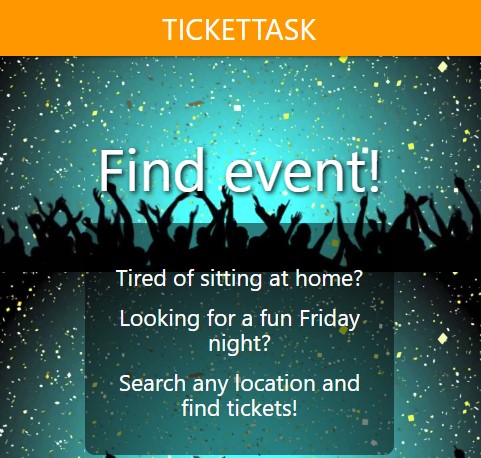 TICKETTASK
Find event!
Tired of sitting at home?
Looking for a fun Friday
night?
Search any location and
find tickets!